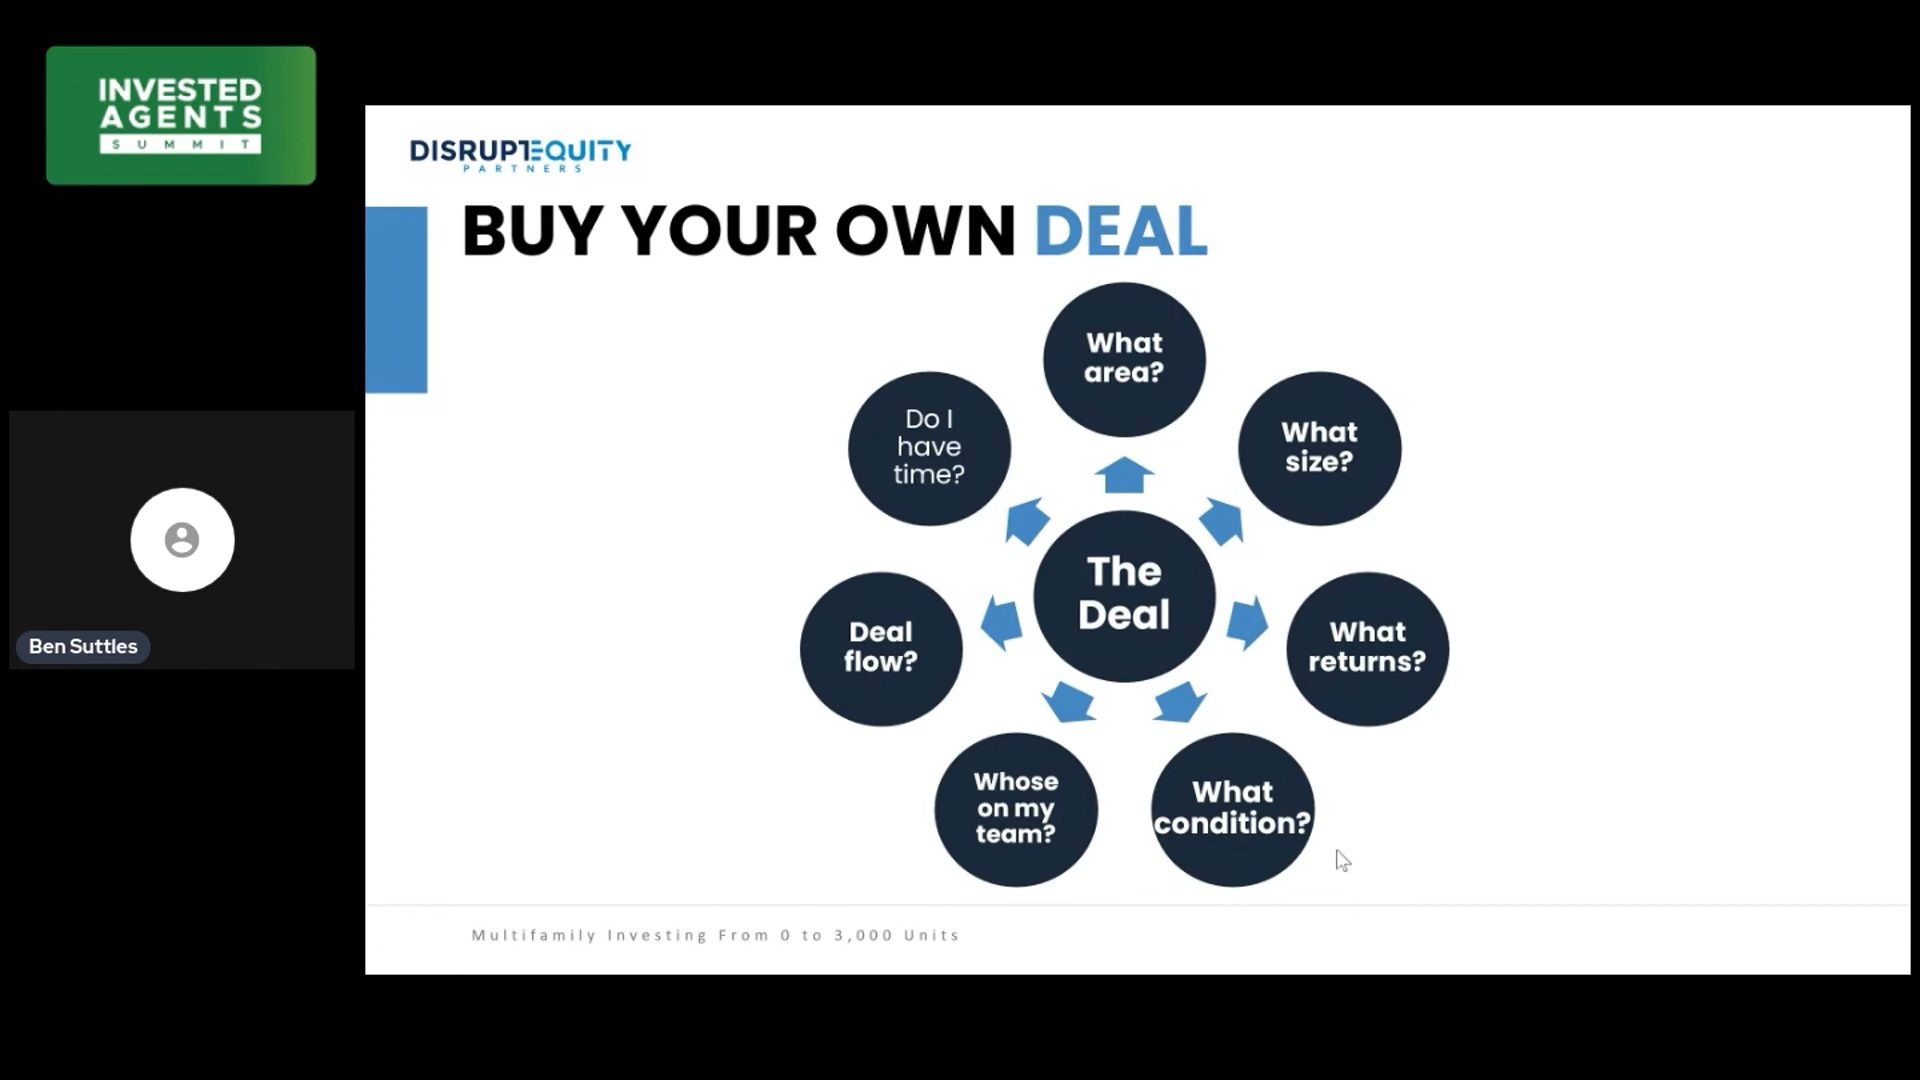 INVESTED
AGENTS
SUMMIT
DISRUPTEQUITY
PARTNERS
BUY YOUR OWN DEAL
What
area?
What
size?
What
returns?
What
condition?
Whose
on my
team?
Deal
flow?
Do I
have
time?
The
Deal
Ben Suttles
Multifamily Investing From 0 to 3,000 Units